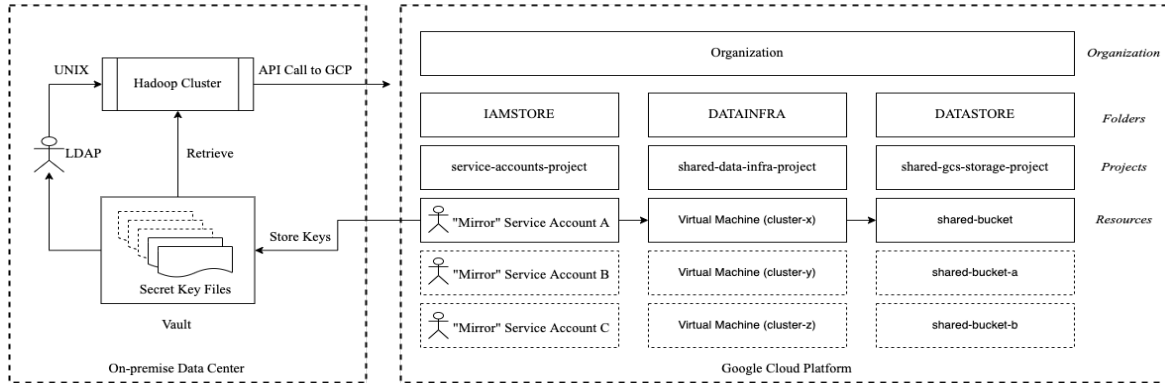 UNIX
Hadoop Cluster
API Call to GCP
LDAP
Retrieve
Store Keys
Secret Key Files
Vault
On-premise Data Center
Organization
Organization
IAMSTORE
DATAINFRA
DATASTORE
Folders
service-accounts-project
shared-data-infra-project
shared-gcs-storage-project
Projects
"Mirror" Service Account A
Virtual Machine (cluster-x)
shared-bucket
Resources
"Mirror" Service Account B
Virtual Machine (cluster-y)
shared-bucket-a
"Mirror" Service Account C
Virtual Machine (cluster-z)
shared-bucket-b
Google Cloud Platform